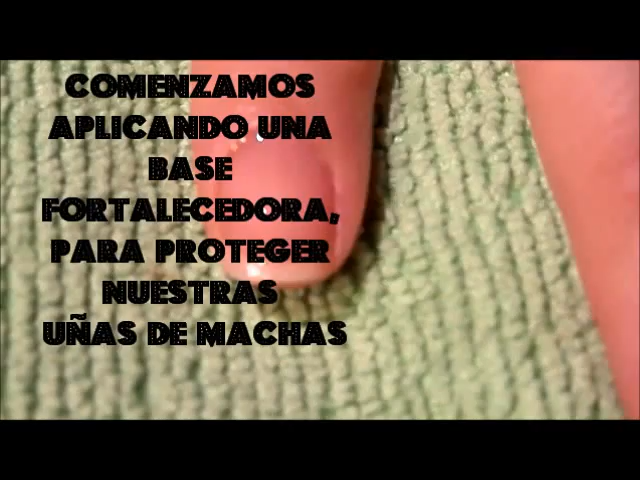 COMENZAMOS
APLICANDO UNA
BASE
FORTALECEDORA,
PARA PROTEGER
NUESTRAS
UÑAS DE MACHAS